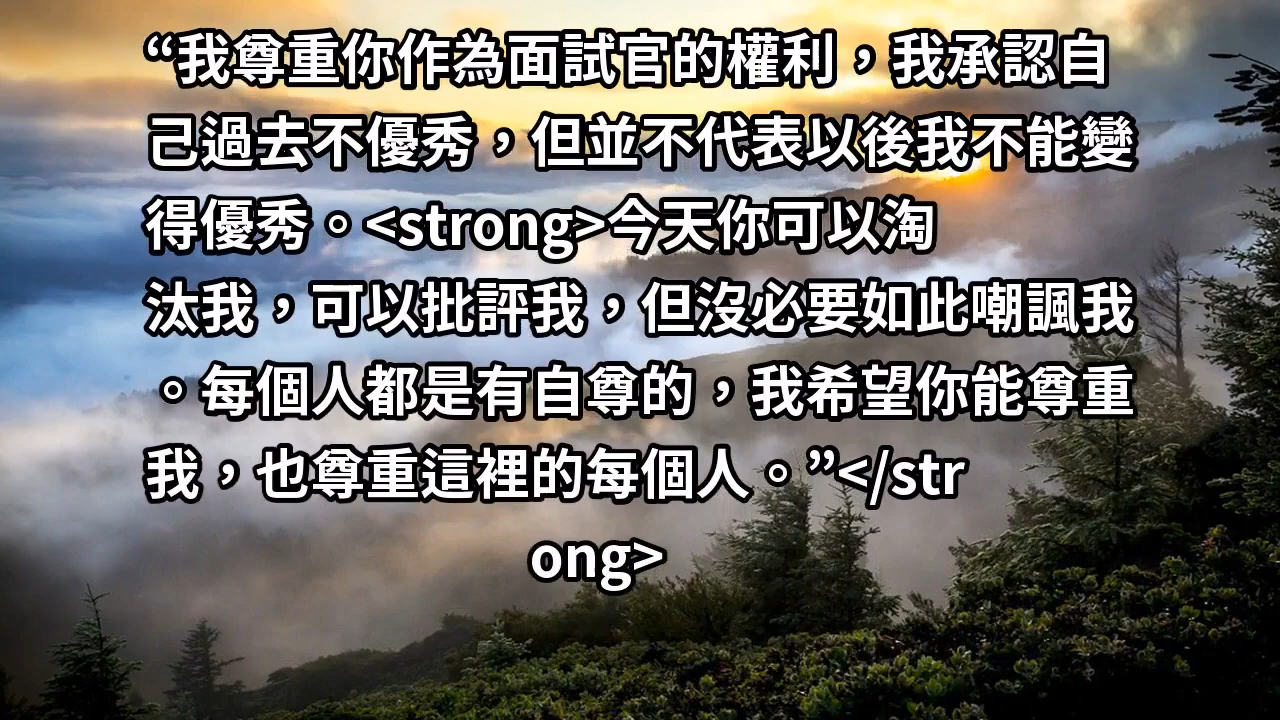 “我尊重你作為面試官的權利，我承認自
己過去不優秀，但並不代表以後我不能變
得優秀。<strong>今天你可以淘
汰我，可以批評我，但沒必要如此嘲諷我
。每個人都是有自尊的，我希望你能尊重
我，也尊重這裡的每個人。”</str
ong>